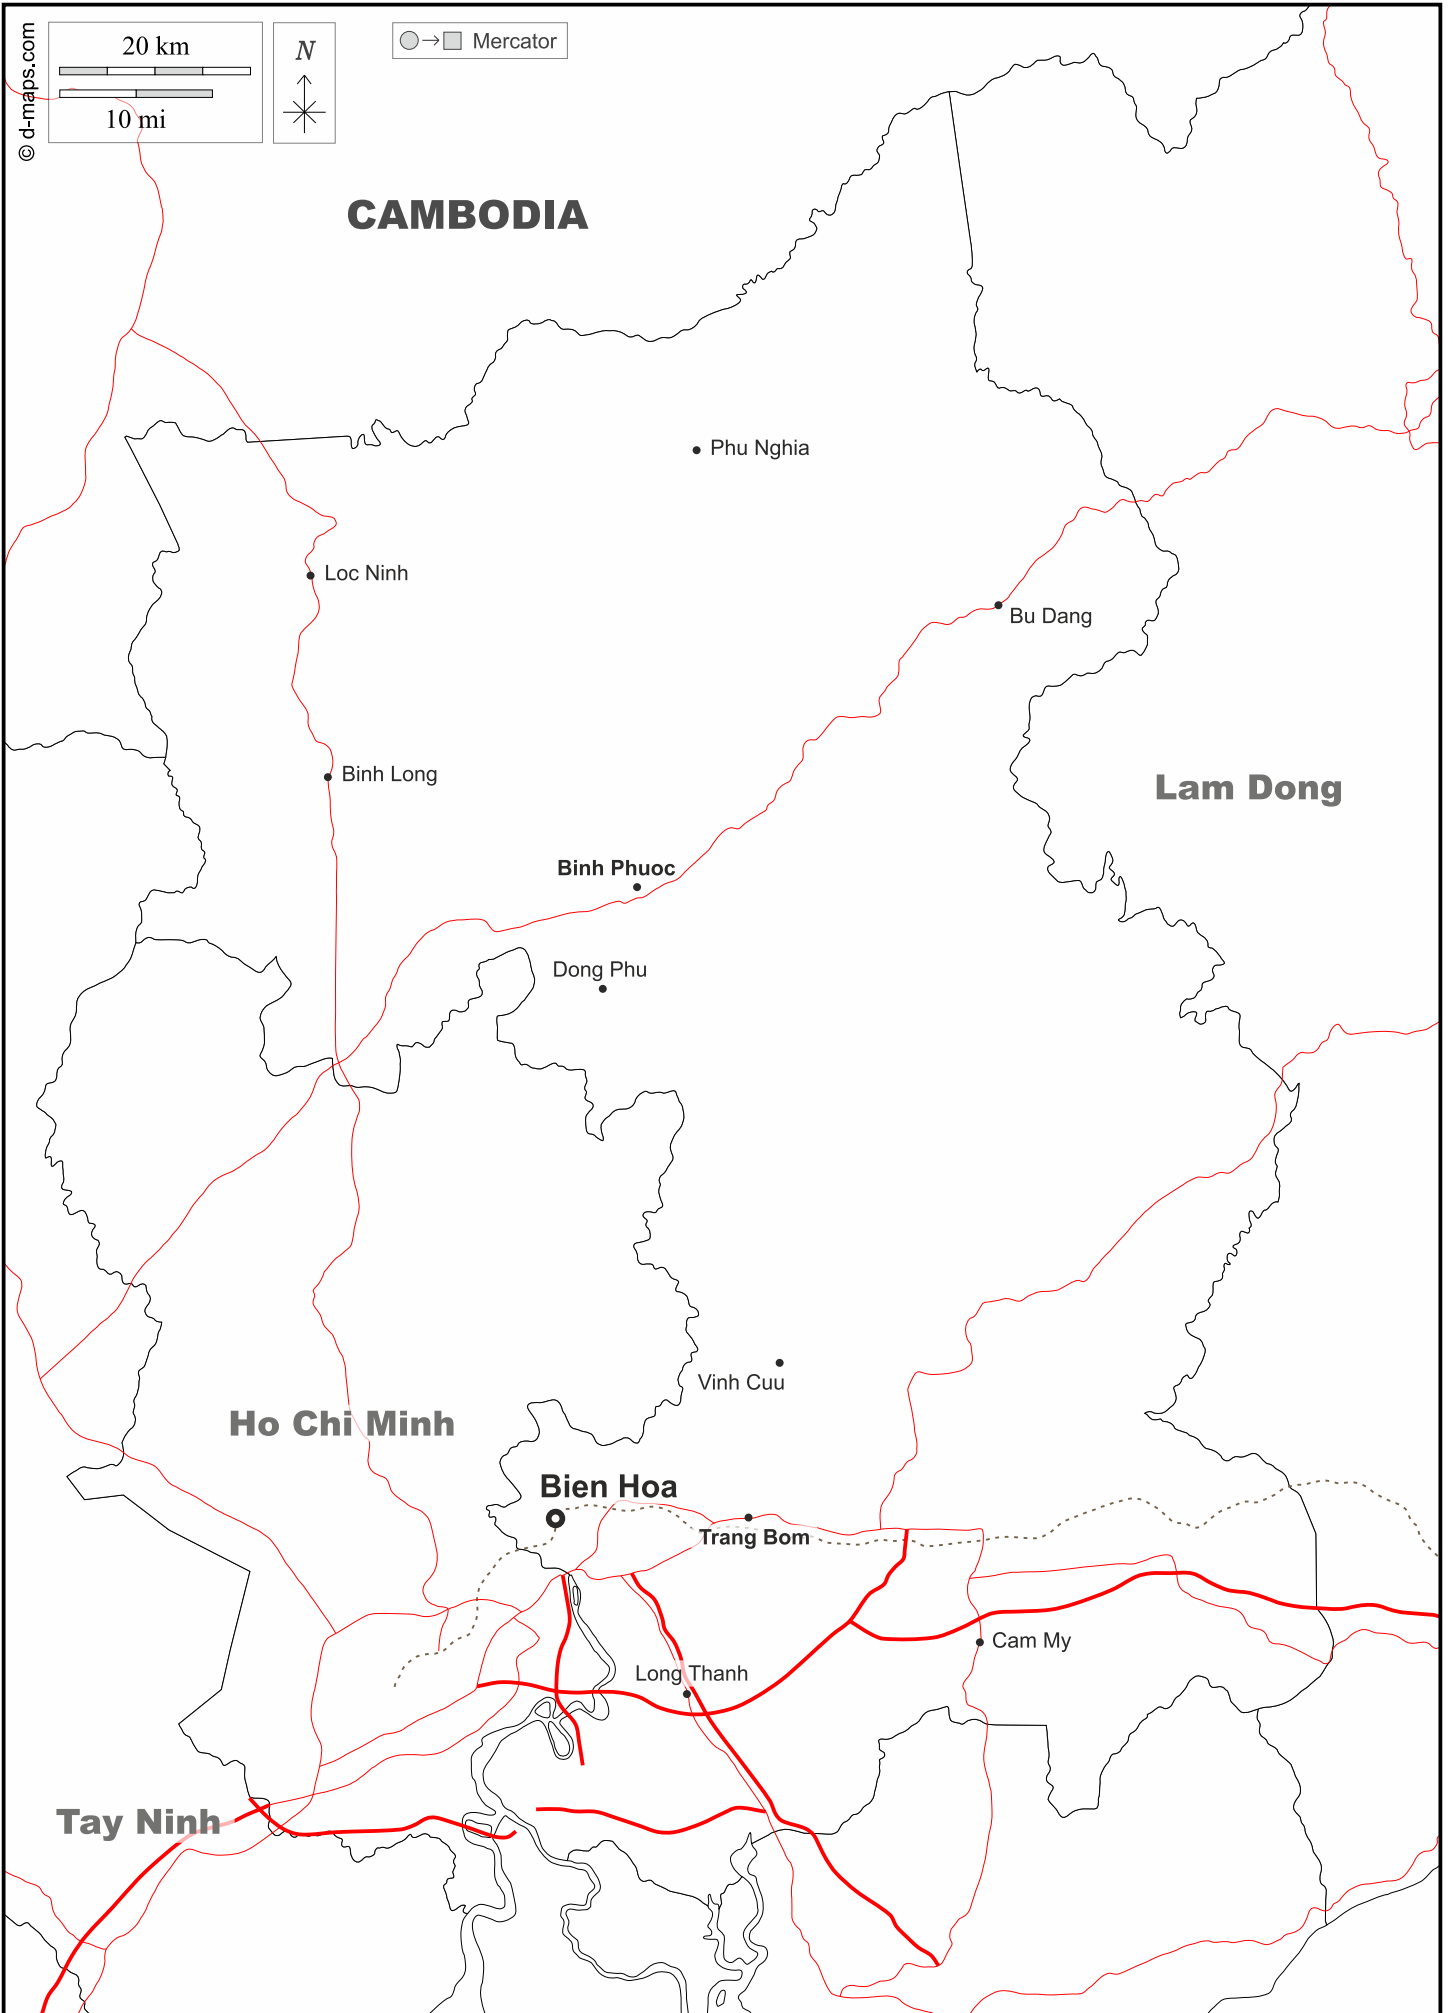 © d-maps.com
20 km
10 mi
N
Mercator
CAMBODIA
Phu Nghia
Loc Ninh
Bu Dang
Binh Long
Lam Dong
Binh Phuoc
Dong Phu
Vinh Cuu
Ho Chi Minh
Bien Hoa
Trang Bom
Cam My
Long Thanh
Tay Ninh